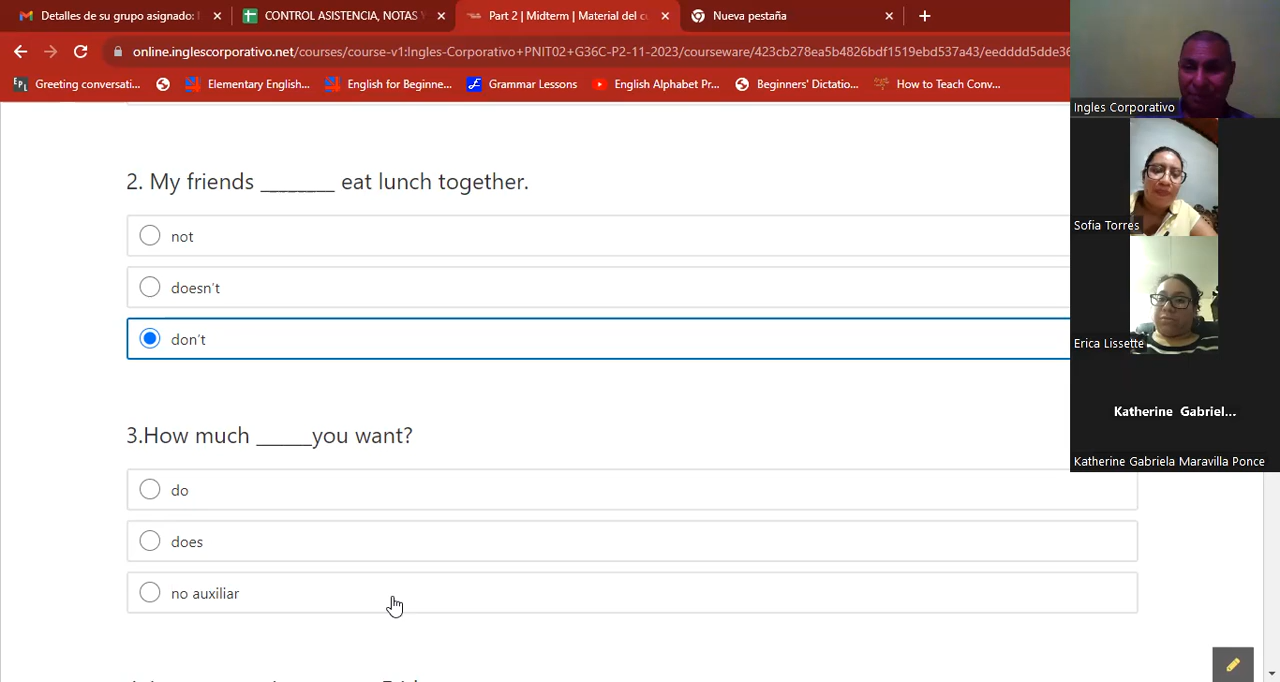 Detalles de su grupo asignado:
CONTROL ASISTENCIA, NOTAS Y
Part 2 | Midterm | Material del cu
Nueva pestaña
online.inglescorporativo.net/courses/course-v1:Ingles-Corporativo+PNIT02+G36C-P2-11-2023/courseware/423cb278ea5b4826bdf1519ebd537a43/eedddd5dde36
Greeting conversati...
Elementary English...
English for Beginne...
Grammar Lessons
English Alphabet Pr...
Beginners' Dictatio...
How to Teach Conv...
Ingles Corporativo
2. My friends ________ eat lunch together.
not
Sofia Torres
doesn't
don't
Erica Lissette
Katherine Gabriel...
3.How much ______you want?
Katherine Gabriela Maravilla Ponce
do
does
no auxiliar